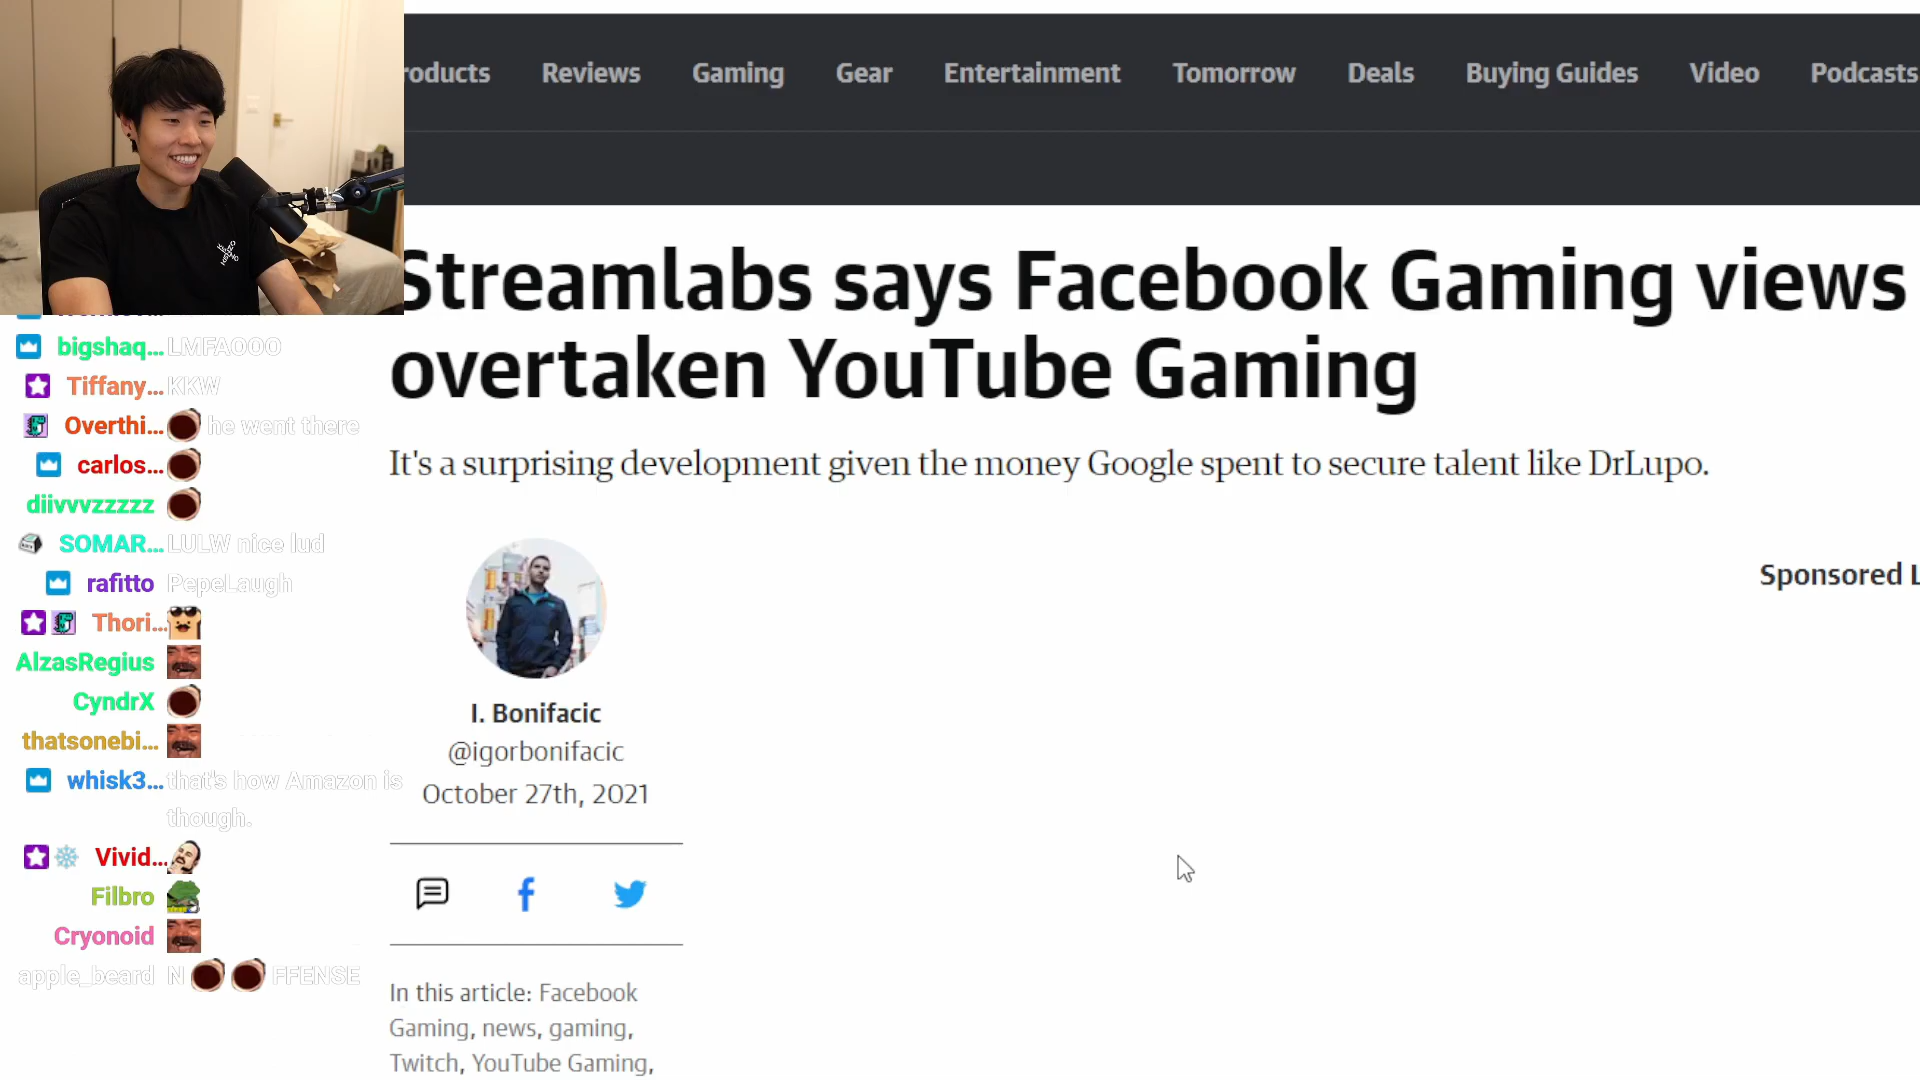 roducts Reviews Gaming Gear Entertainment Tomorrow Deals Buying Guides Video Podcasts
Streamlabs says Facebook Gaming views
overtaken YouTube Gaming
It's a surprising development given the money Google spent to secure talent like DrLupo.
Sponsored L
I. Bonifacic
@igorbonifacic
October 27th, 2021
In this article: Facebook
Gaming, news, gaming,
Twitch, YouTube Gaming,
bigshaq... LMFAOOO
Tiffany... KKW
Overthi... he went there
carlos...
diivvvzzzzz
SOMAR... LULW nice lud
rafitto PepeLaugh
Thori...
AlzasRegius
CyndrX
thatsonebi...
whisk3... that's how Amazon is
though.
Vivid...
Filbro
Cryonoid
apple_beard N FFENSE